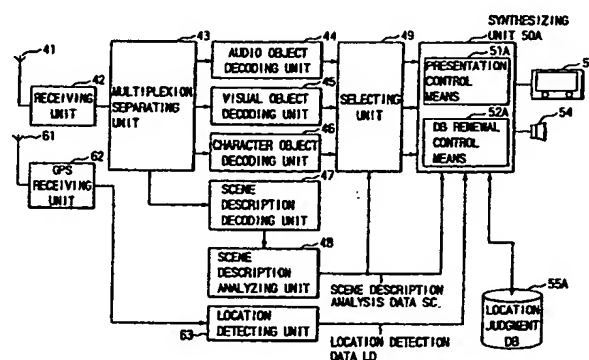 41
42
RECEIVING
UNIT
61
62
GPS
RECEIVING
UNIT
43
MULTIPLEXION
SEPARATING
UNIT
44
AUDIO OBJECT
DECODING UNIT
45
VISUAL OBJECT
DECODING UNIT
46
CHARACTER OBJECT
DECODING UNIT
47
SCENE
DESCRIPTION
DECODING UNIT
48
SCENE
DESCRIPTION
ANALYZING UNIT
LOCATION
DETECTING UNIT
63
49
SELECTING
UNIT
SYNTHESIZING
UNIT 50A
51A
PRESENTATION
CONTROL
MEANS
52A
DB RENEWAL
CONTROL
MEANS
54
SCENE DESCRIPTION
ANALYSIS DATA SC.
LOCATION DETECTION
DATA LD
55A
LOCATION
JUDGMENT
DB